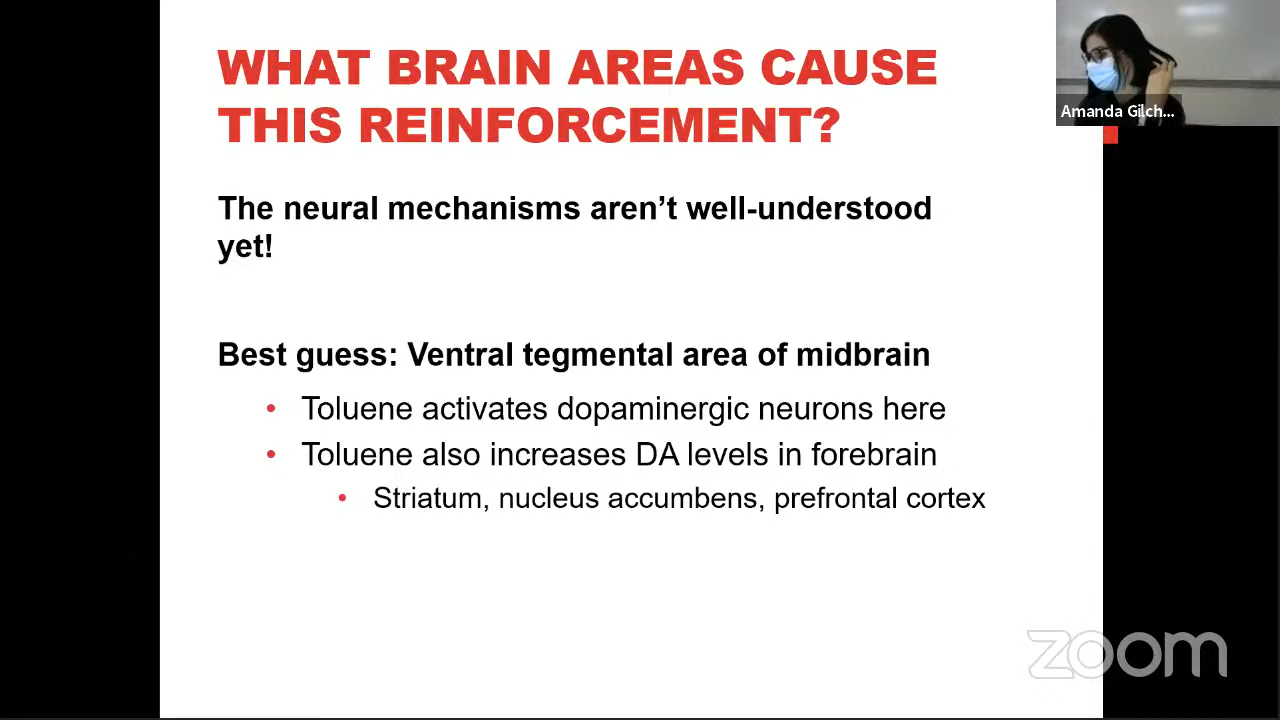 WHAT BRAIN AREAS CAUSE
THIS REINFORCEMENT?
Amanda Gilch...
The neural mechanisms aren't well-understood
yet!
Best guess: Ventral tegmental area of midbrain
• Toluene activates dopaminergic neurons here
• Toluene also increases DA levels in forebrain
• Striatum, nucleus accumbens, prefrontal cortex
zoom